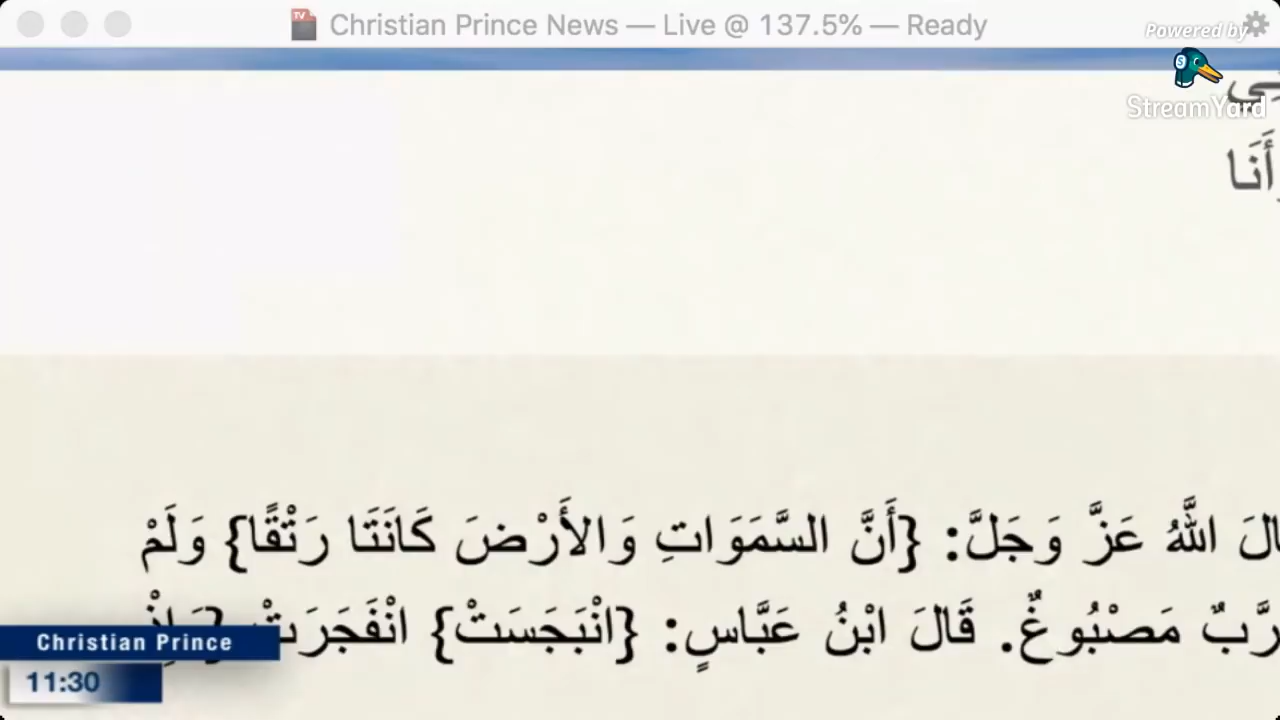 Christian Prince News — Live @ 137.5% — Ready
Powered by
StreamYard
قَالَ اللَّهُ عَزَّ وَجَلَّ: {أَنَّ السَّمَوَاتِ وَالأَرْضَ كَانَتَا رَتْقًا} وَلَمْ
مَصْبُوغٌ. قَالَ ابْنُ عَبَّاسٍ: {انْبَجَسَتْ} انْفَجَرَتْ
Christian Prince
11:30